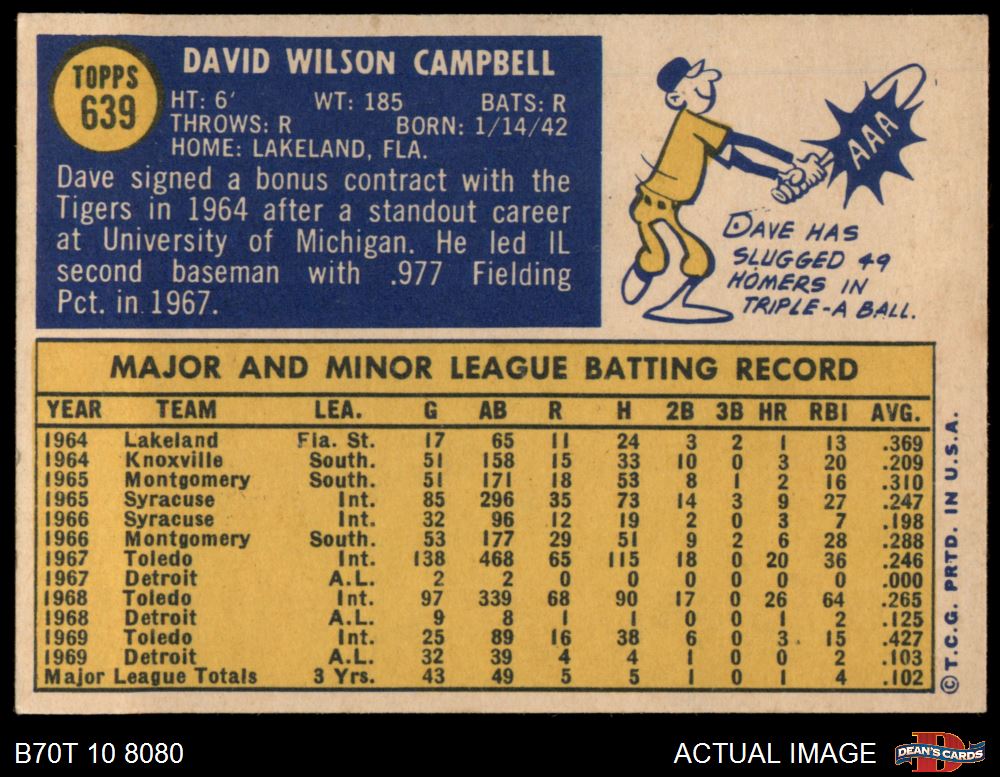 TOPPS
639
DAVID WILSON CAMPBELL
HT: 6' WT: 185 BATS: R
THROWS: R BORN: 1/14/42
HOME: LAKELAND, FLA.
Dave signed a bonus contract with the
Tigers in 1964 after a standout career
at University of Michigan. He led IL
second baseman with .977 Fielding
Pct. in 1967.
AAA
DAVE HAS
SLUGGED 49
HOMERS IN
TRIPLE-A BALL.
MAJOR AND MINOR LEAGUE BATTING RECORD
YEAR TEAM LEA. G AB R H 2B 3B HR RBI AVG.
1964 Lakeland Fla. St. 17 65 11 24 3 2 1 13 .369
1964 Knoxville South. 51 158 15 33 10 0 3 20 .209
1965 Montgomery South. 51 171 18 53 8 1 2 16 .310
1965 Syracuse Int. 85 296 35 73 14 3 9 27 .247
1966 Syracuse Int. 32 96 12 19 2 0 3 7 .198
1966 Montgomery South. 53 177 29 51 9 2 6 28 .288
1967 Toledo Int. 138 468 65 115 18 0 20 36 .246
1967 Detroit A.L. 2 2 0 0 0 0 0 0 .000
1968 Toledo Int. 97 339 68 90 17 0 26 64 .265
1968 Detroit A.L. 9 8 1 1 0 0 1 2 .125
1969 Toledo Int. 25 89 16 38 6 0 3 15 .427
1969 Detroit A.L. 32 39 4 4 1 0 0 2 .103
Major League Totals 3 Yrs. 43 49 5 5 1 0 1 4 .102
©T.C.G. PRTD. IN U.S.A.
B70T 10 8080
ACTUAL IMAGE
DEAN'S CARDS